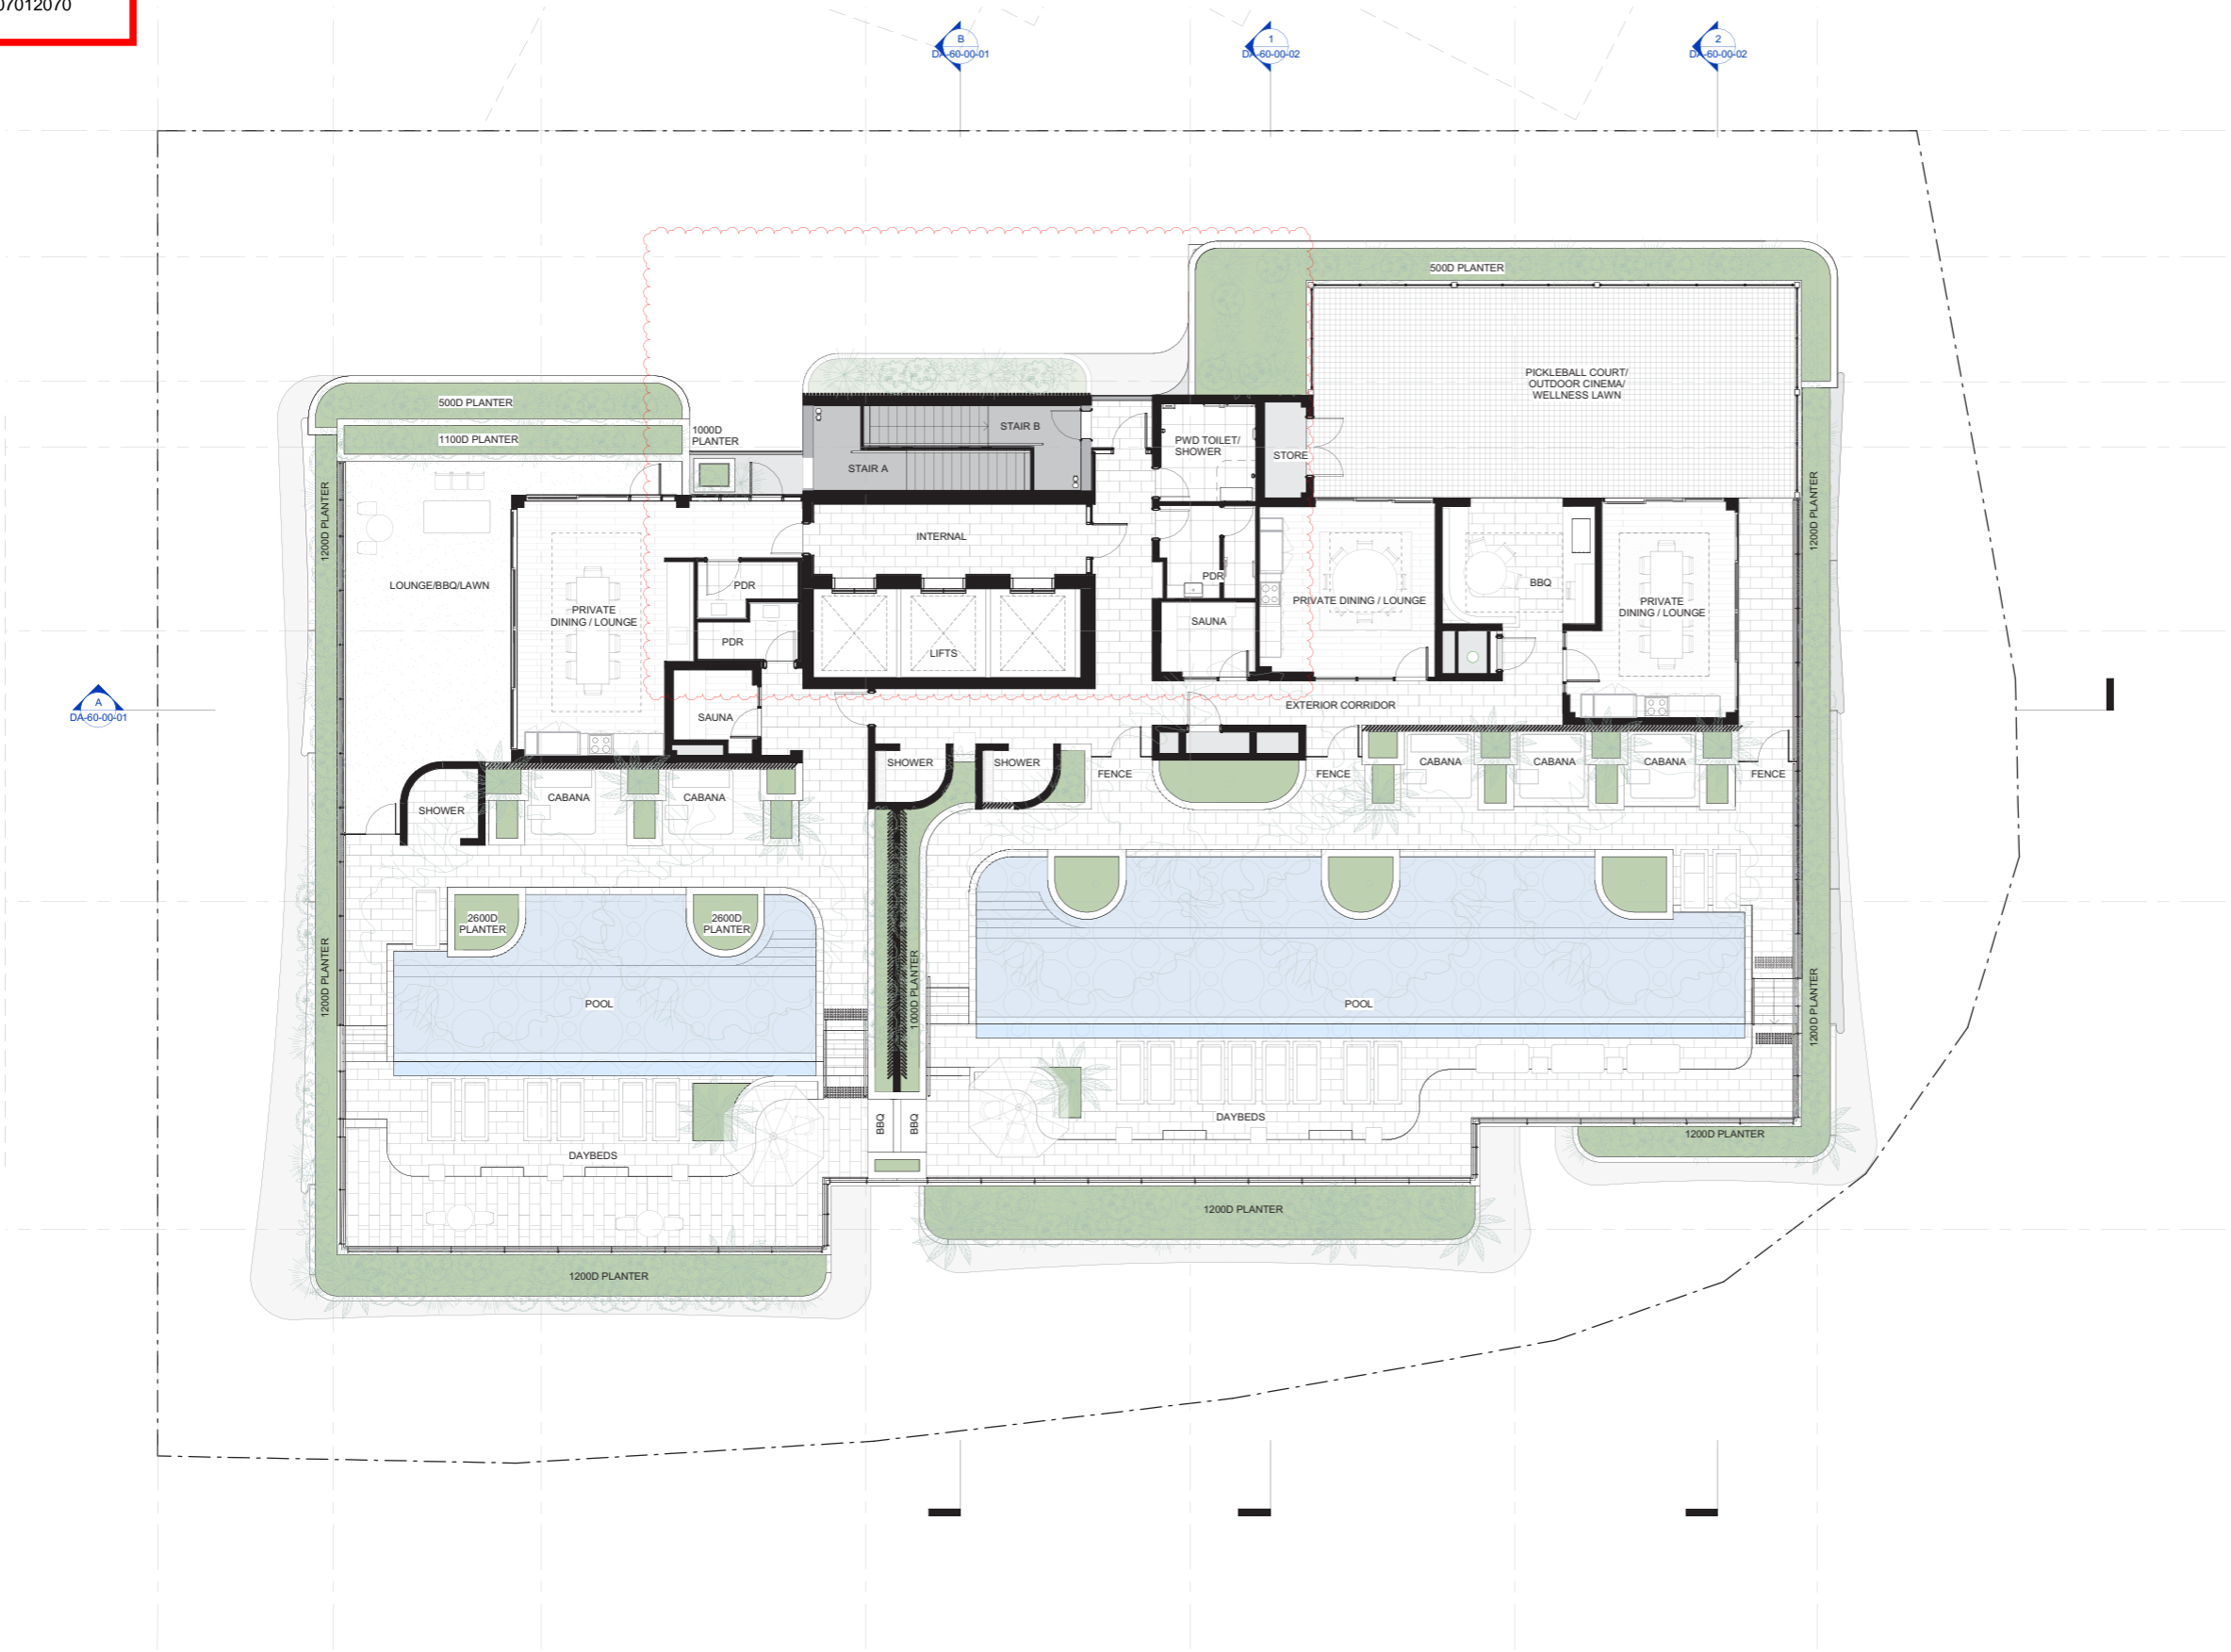 07012070
B
DA-60-00-01
1
DA-60-00-02
2
DA-60-00-02
500D PLANTER
PICKLEBALL COURT/
OUTDOOR CINEMA/
WELLNESS LAWN
500D PLANTER
1100D PLANTER
1000D
PLANTER
STAIR B
STAIR A
PWD TOILET/
SHOWER
STORE
1200D PLANTER
1200D PLANTER
INTERNAL
LOUNGE/BBQ/LAWN
PRIVATE
DINING / LOUNGE
PDR
PDR
LIFTS
PDR
SAUNA
PRIVATE DINING / LOUNGE
BBQ
PRIVATE
DINING / LOUNGE
A
DA-60-00-01
SAUNA
EXTERIOR CORRIDOR
SHOWER
SHOWER
FENCE
FENCE
CABANA
CABANA
CABANA
FENCE
SHOWER
CABANA
CABANA
2600D
PLANTER
2600D
PLANTER
1200D PLANTER
1000D PLANTER
1200D PLANTER
POOL
POOL
BBQ
BBQ
DAYBEDS
DAYBEDS
1200D PLANTER
1200D PLANTER
1200D PLANTER